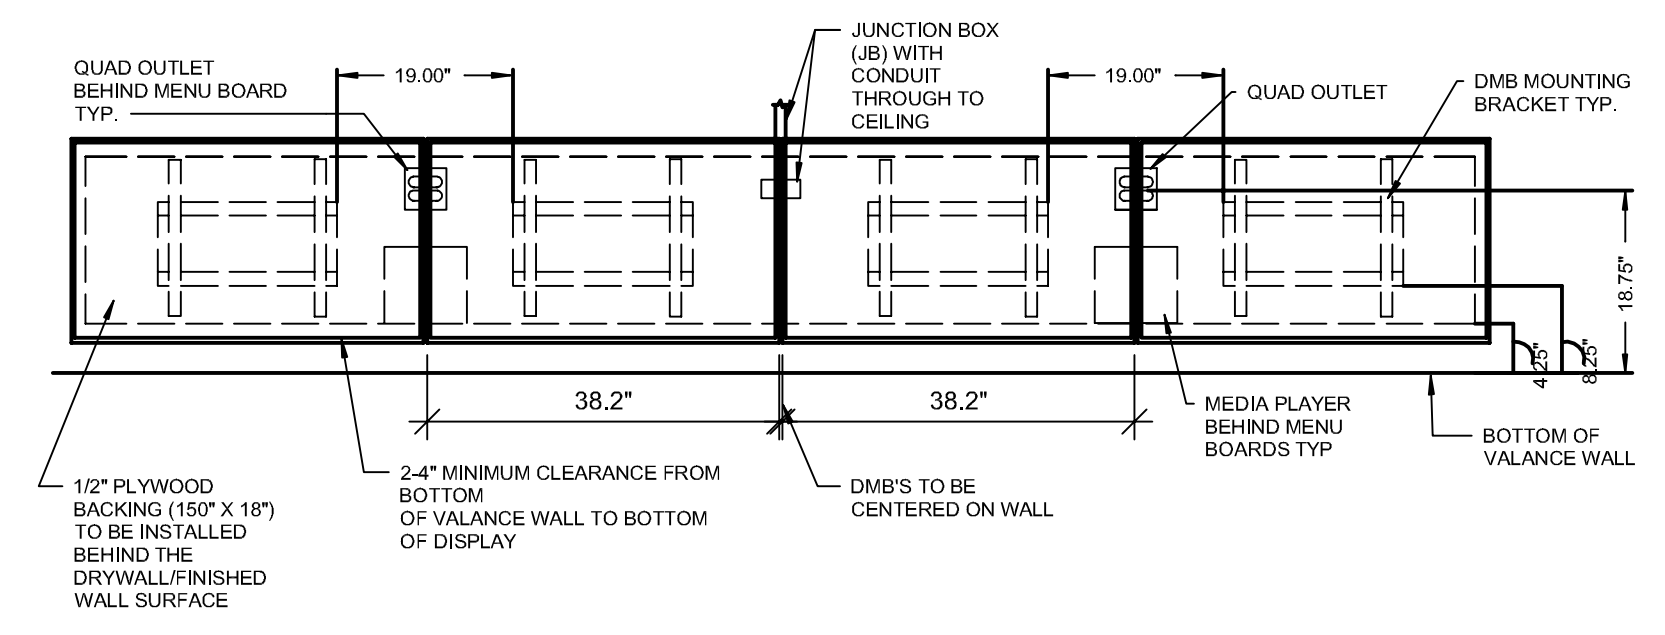 QUAD OUTLET
BEHIND MENU BOARD
TYP.
19.00"
JUNCTION BOX
(JB) WITH
CONDUIT
THROUGH TO
CEILING
19.00"
QUAD OUTLET
DMB MOUNTING
BRACKET TYP.
18.75"
4.25"
8.25"
38.2"
38.2"
1/2" PLYWOOD
BACKING (150" X 18")
TO BE INSTALLED
BEHIND THE
DRYWALL/FINISHED
WALL SURFACE
2-4" MINIMUM CLEARANCE FROM
BOTTOM
OF VALANCE WALL TO BOTTOM
OF DISPLAY
DMB'S TO BE
CENTERED ON WALL
MEDIA PLAYER
BEHIND MENU
BOARDS TYP
BOTTOM OF
VALANCE WALL